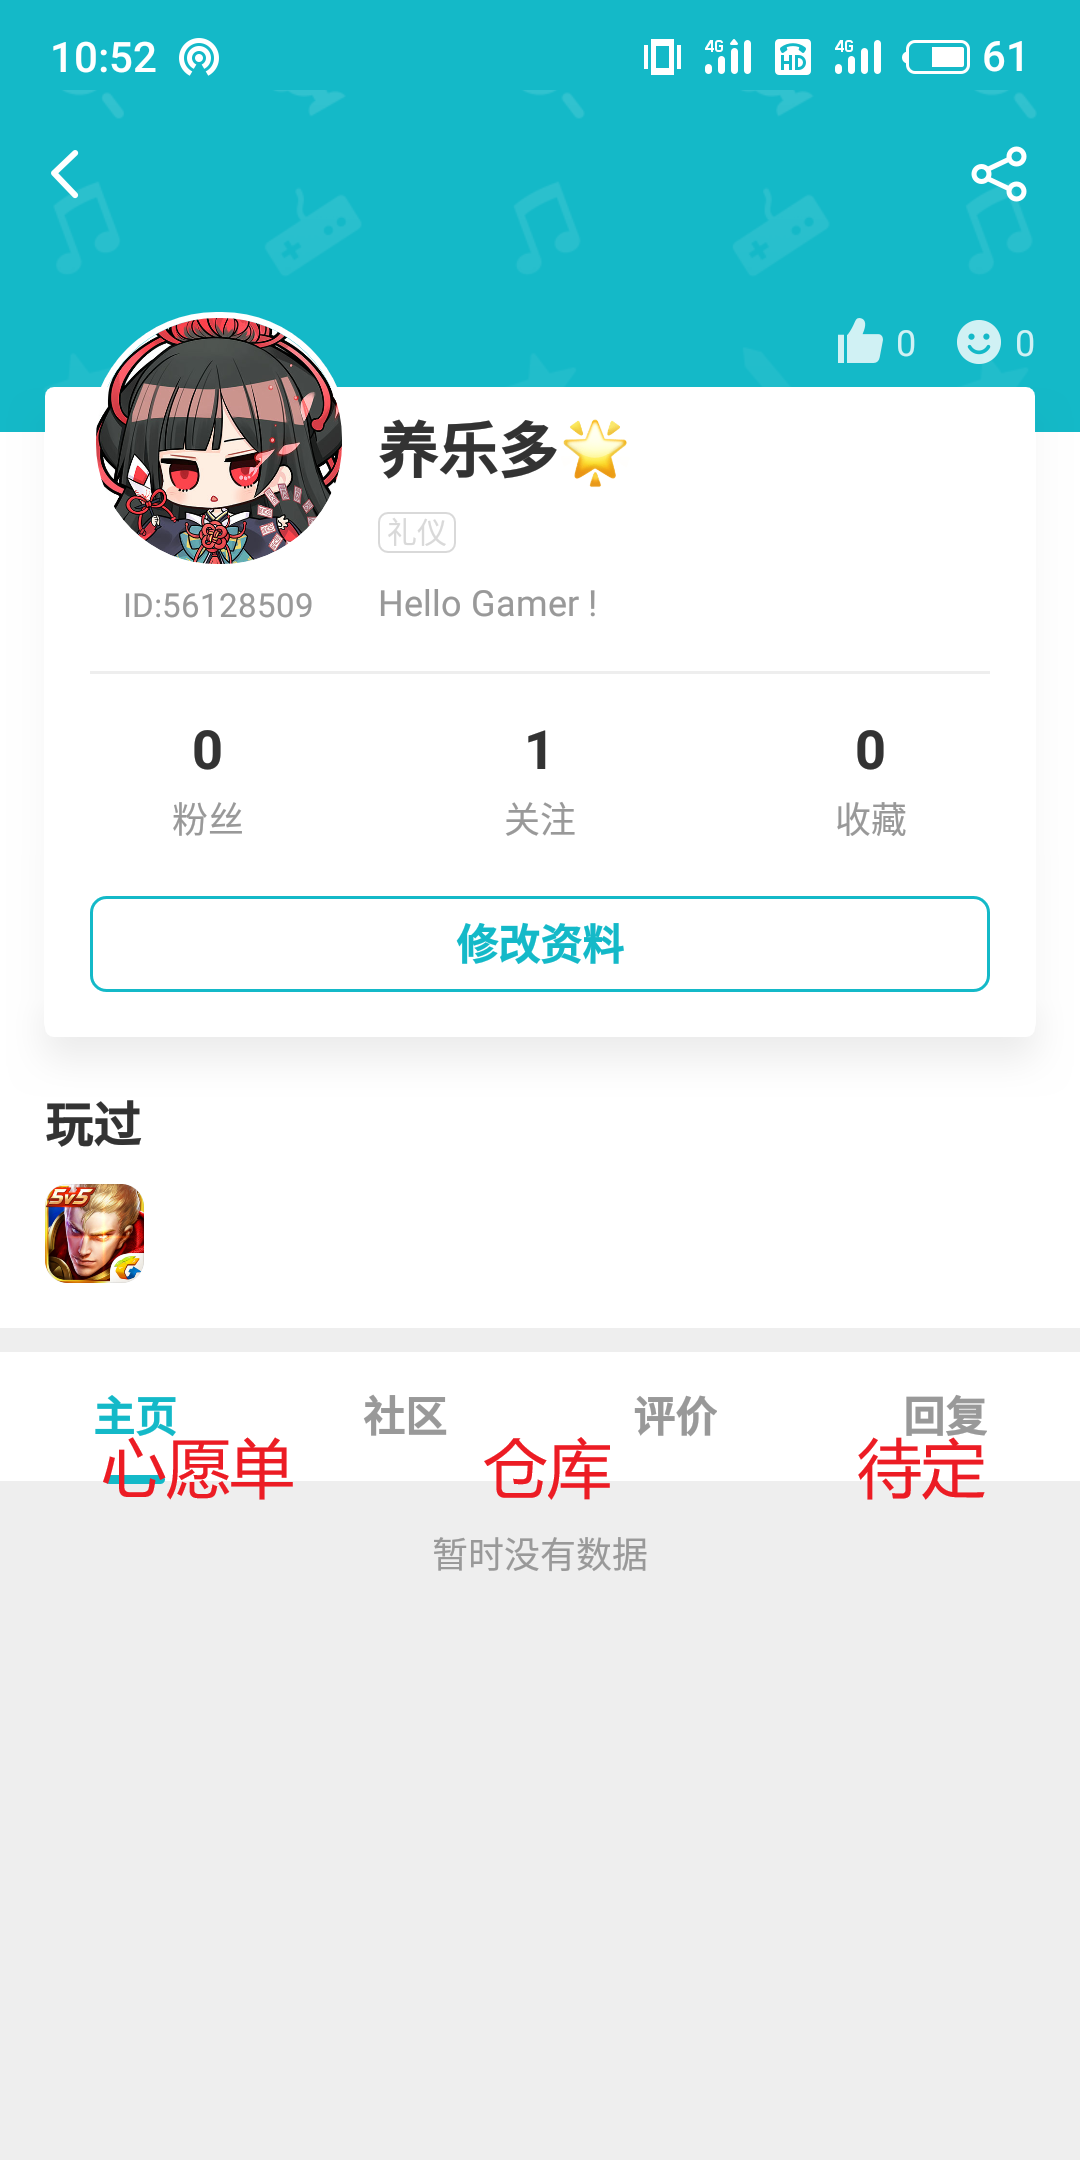 10:52 4G HD 4G 61
0 0
养乐多🌟
礼仪
ID:56128509 Hello Gamer !
0 1 0
粉丝 关注 收藏
修改资料
玩过
5v5
主页 社区 评价 回复
心愿单 仓库 待定
暂时没有数据